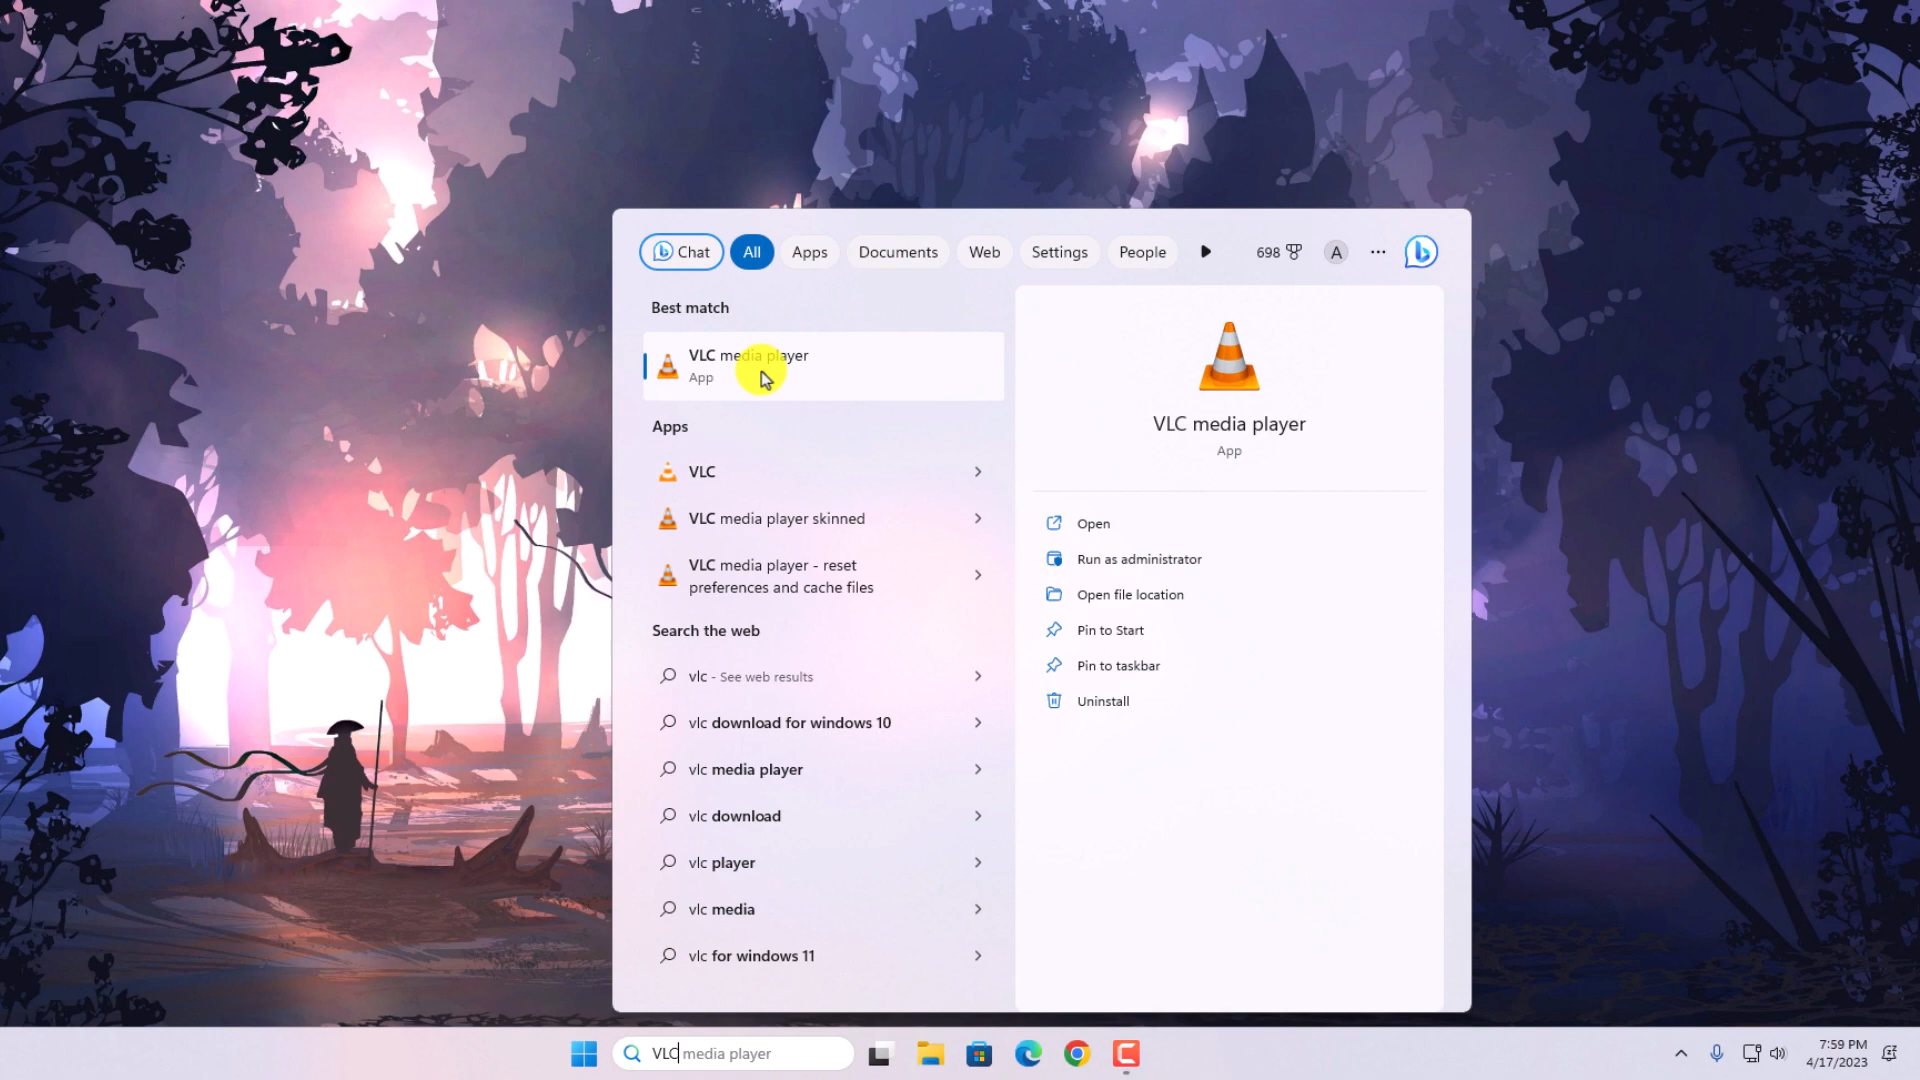 Chat
All
Apps
Documents
Web
Settings
People
698
A
Best match
VLC media player
App
Apps
VLC
VLC media player skinned
VLC media player - reset
preferences and cache files
Search the web
vlc - See web results
vlc download for windows 10
vlc media player
vlc download
vlc player
vlc media
vlc for windows 11
VLC media player
App
Open
Run as administrator
Open file location
Pin to Start
Pin to taskbar
Uninstall
VLC media player
7:59 PM
4/17/2023